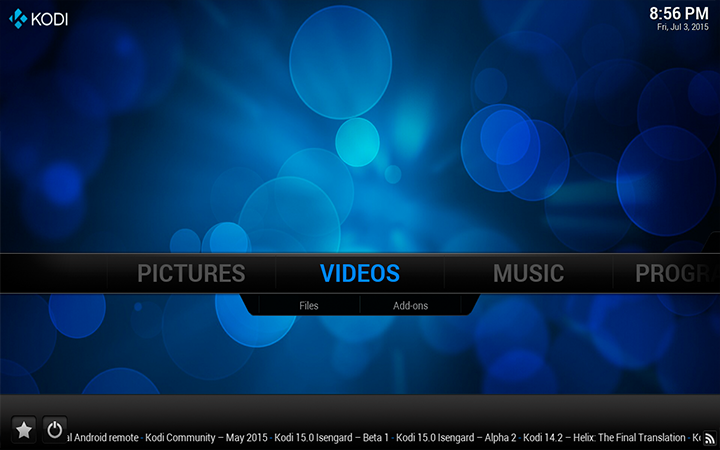 KODI
8:56 PM
Fri, Jul 3, 2015
PICTURES VIDEOS MUSIC PROGRA
Files Add-ons
al Android remote - Kodi Community – May 2015 - Kodi 15.0 Isengard – Beta 1 - Kodi 15.0 Isengard – Alpha 2 - Kodi 14.2 – Helix: The Final Translation - Ko